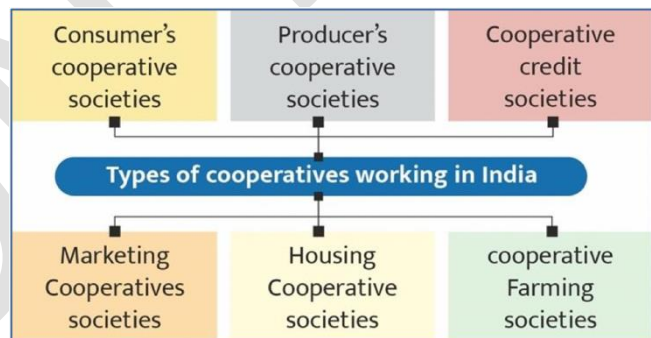 Consumer's
cooperative
societies
Producer's
cooperative
societies
Cooperative
credit
societies
Types of cooperatives working in India
Marketing
Cooperatives
societies
Housing
Cooperative
societies
cooperative
Farming
societies